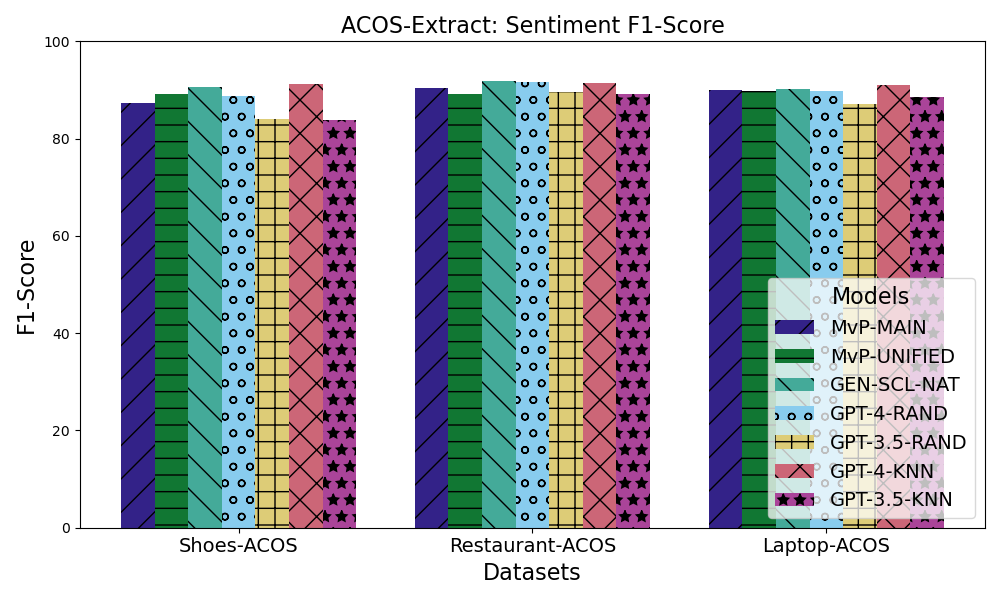 ACOS-Extract: Sentiment F1-Score
100
80
60
40
20
0
F1-Score
Shoes-ACOS
Restaurant-ACOS
Laptop-ACOS
Datasets
Models
MvP-MAIN
MvP-UNIFIED
GEN-SCL-NAT
GPT-4-RAND
GPT-3.5-RAND
GPT-4-KNN
GPT-3.5-KNN